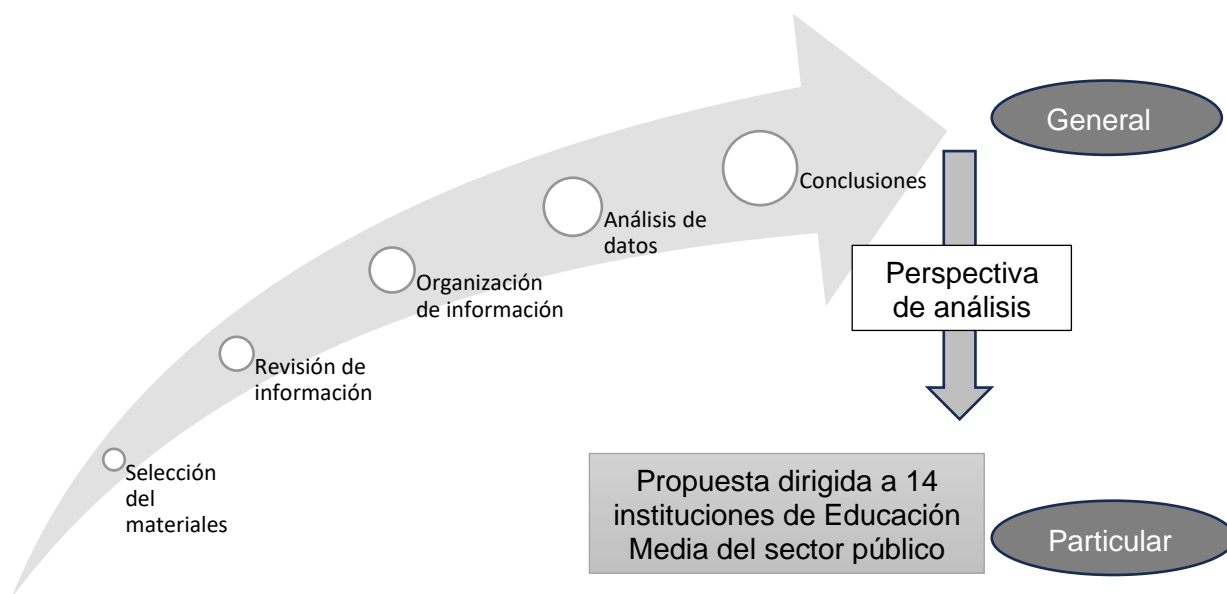 General
Conclusiones
Análisis de
datos
Organización
de información
Revisión de
información
Selección
del
materiales
Perspectiva
de análisis
Propuesta dirigida a 14
instituciones de Educación
Media del sector público
Particular